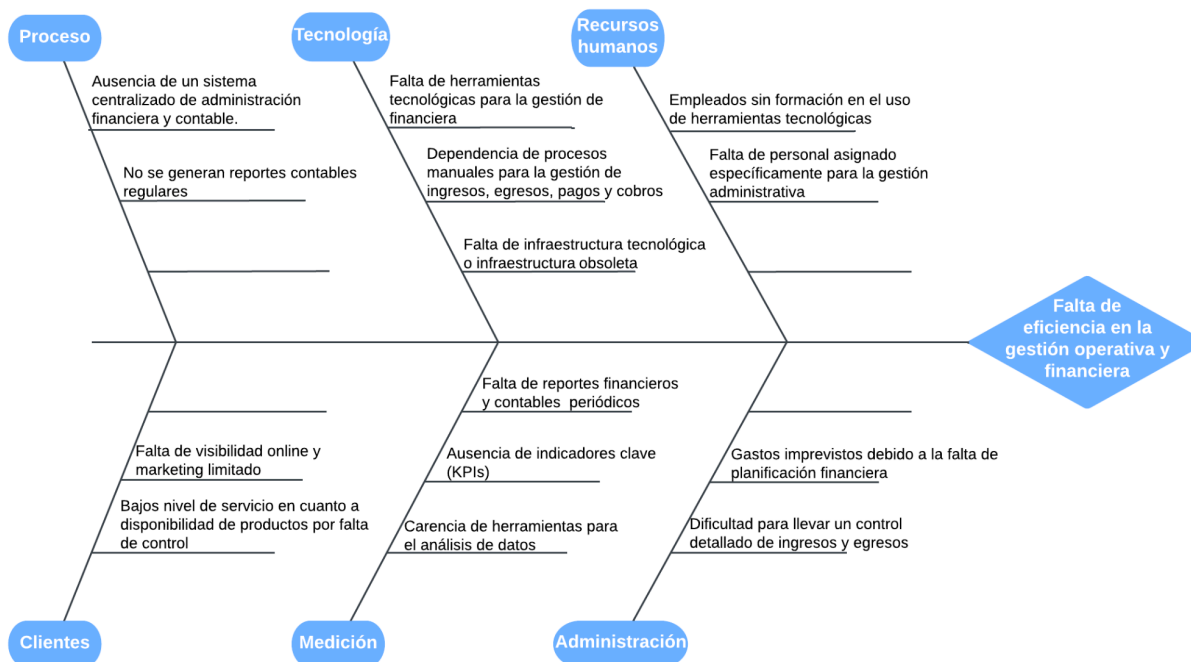 Proceso
Tecnología
Recursos
humanos
Ausencia de un sistema
centralizado de administración
financiera y contable.
No se generan reportes contables
regulares
Falta de herramientas
tecnológicas para la gestión de
financiera
Dependencia de procesos
manuales para la gestión de
ingresos, egresos, pagos y cobros
Falta de infraestructura tecnológica
o infraestructura obsoleta
Empleados sin formación en el uso
de herramientas tecnológicas
Falta de personal asignado
específicamente para la gestión
administrativa
Falta de
eficiencia en la
gestión operativa y
financiera
Falta de visibilidad online y
marketing limitado
Bajos nivel de servicio en cuanto a
disponibilidad de productos por falta
de control
Falta de reportes financieros
y contables  periódicos
Ausencia de indicadores clave
(KPIs)
Carencia de herramientas para
el análisis de datos
Gastos imprevistos debido a la falta de
planificación financiera
Dificultad para llevar un control
detallado de ingresos y egresos
Clientes
Medición
Administración